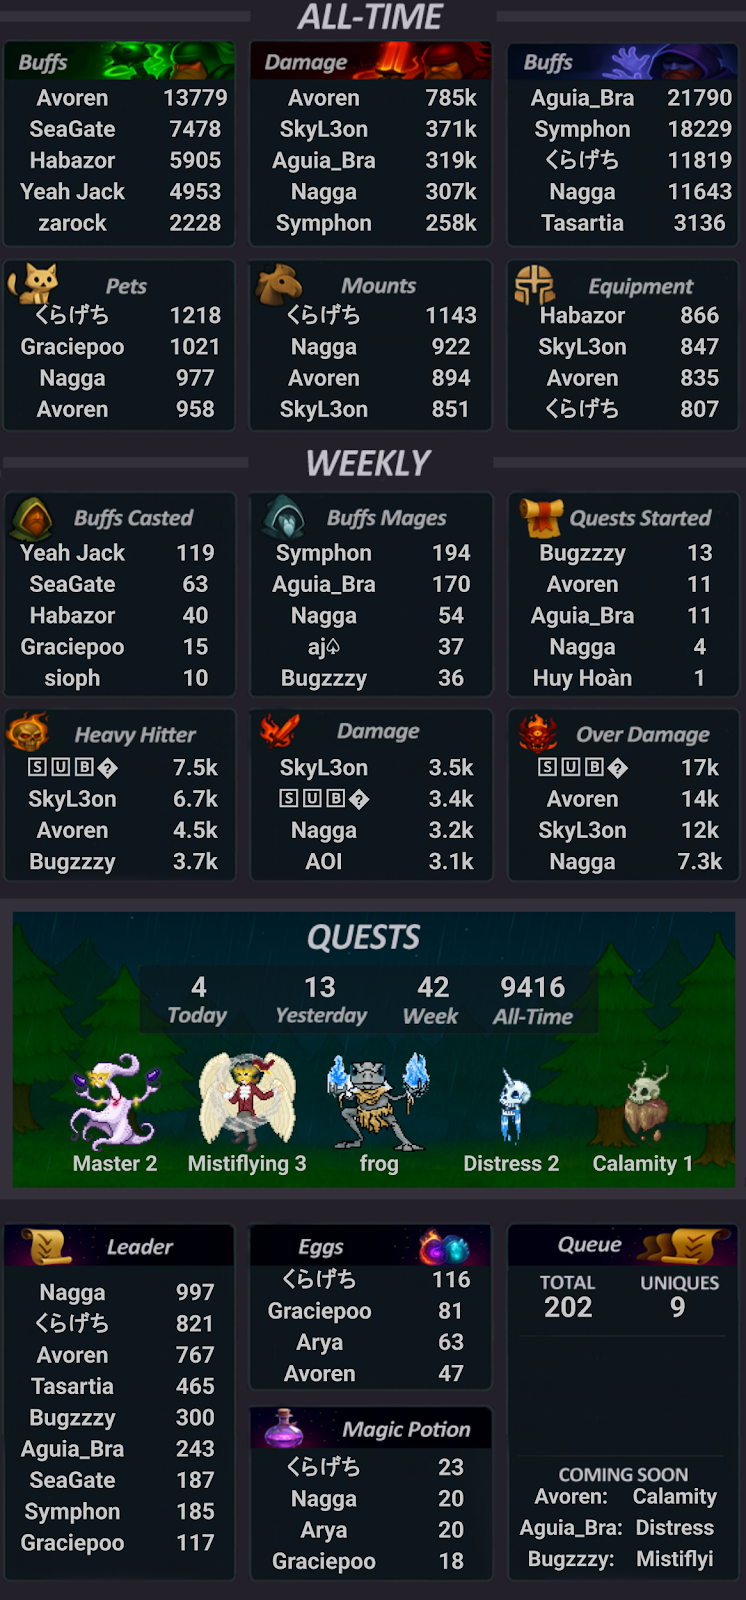 ALL-TIME
Buffs
Avoren 13779
SeaGate 7478
Habazor 5905
Yeah Jack 4953
zarock 2228
Damage
Avoren 785k
SkyL3on 371k
Aguia_Bra 319k
Nagga 307k
Symphon 258k
Buffs
Aguia_Bra 21790
Symphon 18229
くらげち 11819
Nagga 11643
Tasartia 3136
Pets
くらげち 1218
Graciepoo 1021
Nagga 977
Avoren 958
Mounts
くらげち 1143
Nagga 922
Avoren 894
SkyL3on 851
Equipment
Habazor 866
SkyL3on 847
Avoren 835
くらげち 807
WEEKLY
Buffs Casted
Yeah Jack 119
SeaGate 63
Habazor 40
Graciepoo 15
sioph 10
Buffs Mages
Symphon 194
Aguia_Bra 170
Nagga 54
aj♤ 37
Bugzzzy 36
Quests Started
Bugzzzy 13
Avoren 11
Aguia_Bra 11
Nagga 4
Huy Hoàn 1
Heavy Hitter
🅂🅄🄱� 7.5k
SkyL3on 6.7k
Avoren 4.5k
Bugzzzy 3.7k
Damage
SkyL3on 3.5k
🅂🅄🄱� 3.4k
Nagga 3.2k
AOI 3.1k
Over Damage
🅂🅄🄱� 17k
Avoren 14k
SkyL3on 12k
Nagga 7.3k
QUESTS
4 13 42 9416
Today Yesterday Week All-Time
Master 2 Mistiflying 3 frog Distress 2 Calamity 1
Leader
Nagga 997
くらげち 821
Avoren 767
Tasartia 465
Bugzzzy 300
Aguia_Bra 243
SeaGate 187
Symphon 185
Graciepoo 117
Eggs
くらげち 116
Graciepoo 81
Arya 63
Avoren 47
Magic Potion
くらげち 23
Nagga 20
Arya 20
Graciepoo 18
Queue
TOTAL UNIQUES
202 9
COMING SOON
Avoren: Calamity
Aguia_Bra: Distress
Bugzzzy: Mistiflyi